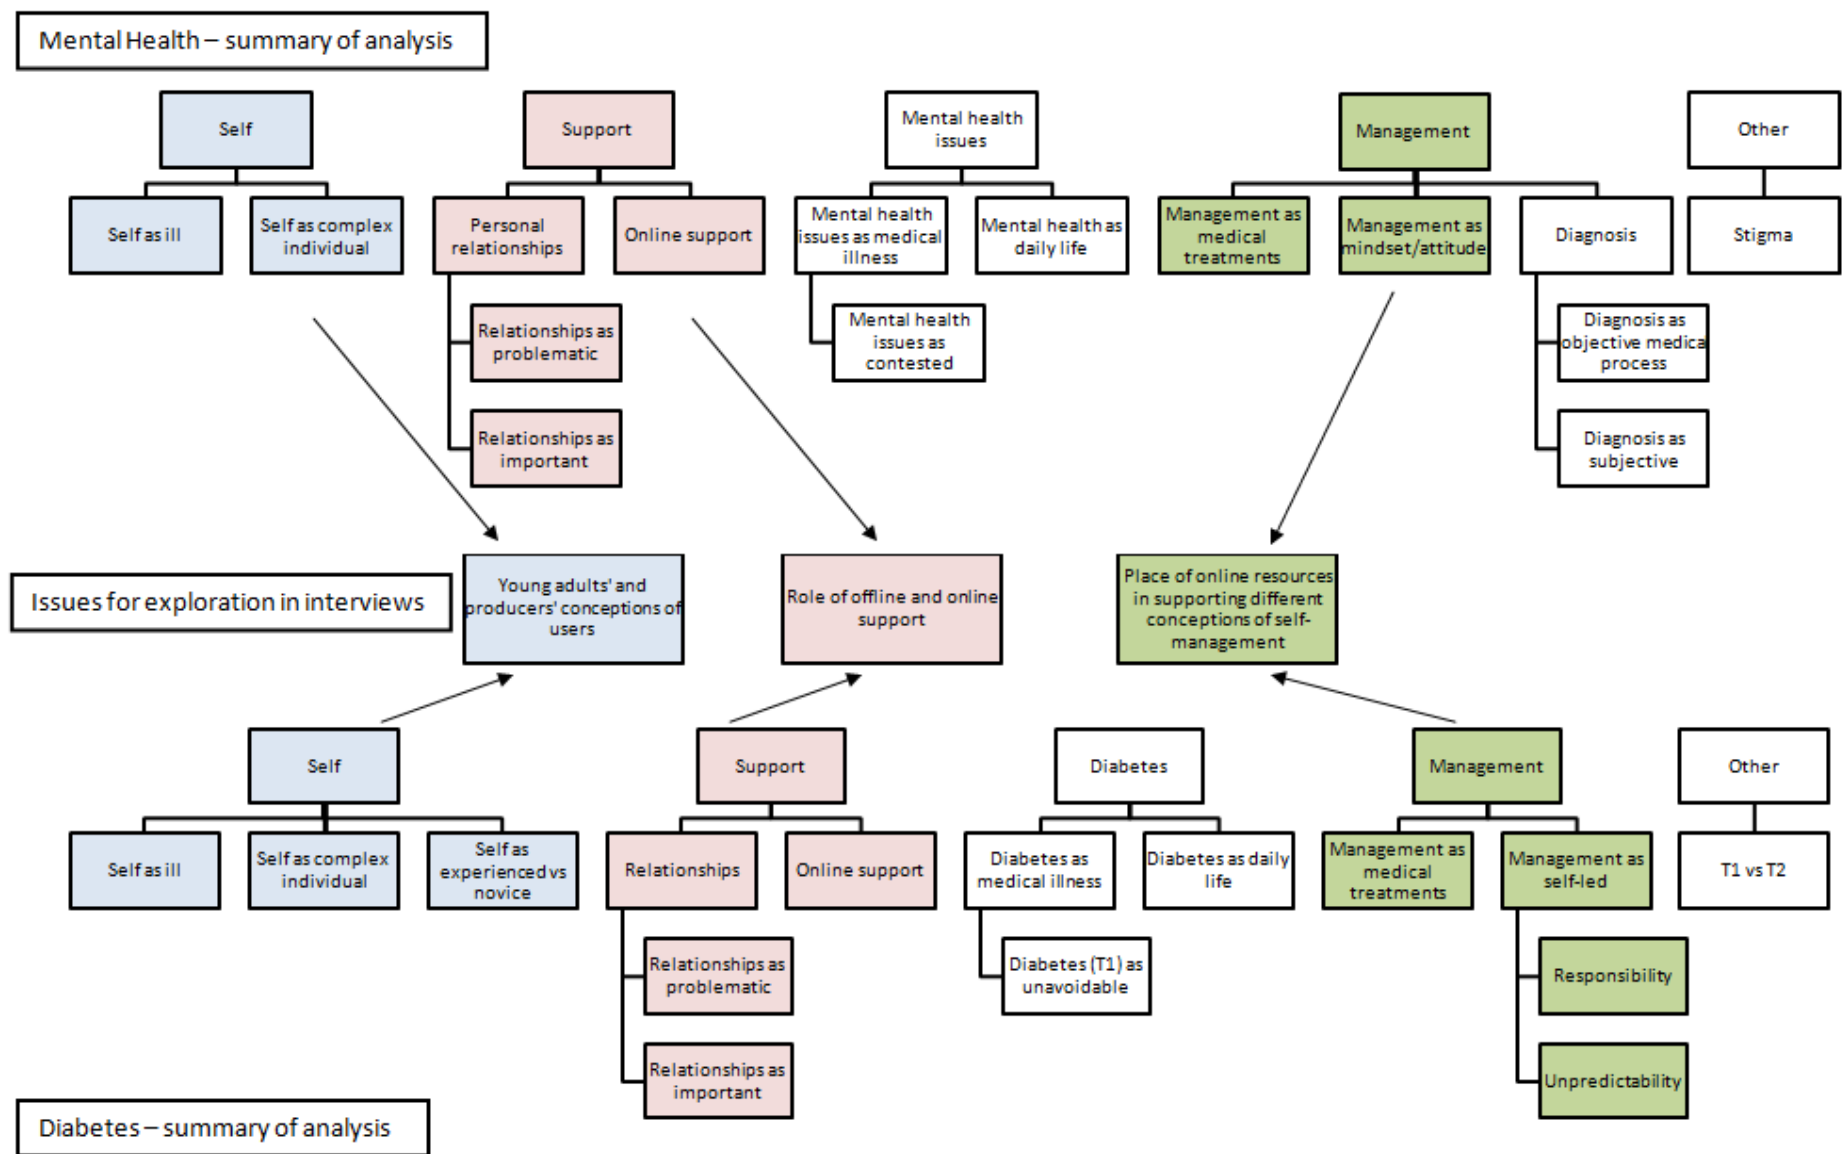 Mental Health – summary of analysis
Self
Support
Mental health
issues
Management
Other
Self as ill
Self as complex
individual
Personal
relationships
Online support
Mental health
issues as medical
illness
Mental health as
daily life
Management as
medical
treatments
Management as
mindset/attitude
Diagnosis
Stigma
Relationships as
problematic
Mental health
issues as
contested
Diagnosis as
objective medica
process
Relationships as
important
Diagnosis as
subjective
Issues for exploration in interviews
Young adults' and
producers' conceptions of
users
Role of offline and online
support
Place of online resources
in supporting different
conceptions of self-
management
Self
Support
Diabetes
Management
Other
Self as ill
Self as complex
individual
Self as
experienced vs
novice
Relationships
Online support
Diabetes as
medical illness
Diabetes as daily
life
Management as
medical
treatments
Management as
self-led
T1 vs T2
Relationships as
problematic
Diabetes (T1) as
unavoidable
Responsibility
Relationships as
important
Unpredictability
Diabetes – summary of analysis